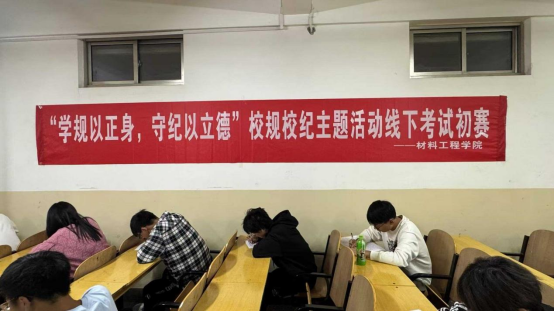 “学规以正身，守纪以立德”校规校纪主题活动线下考试初赛
——材料工程学院